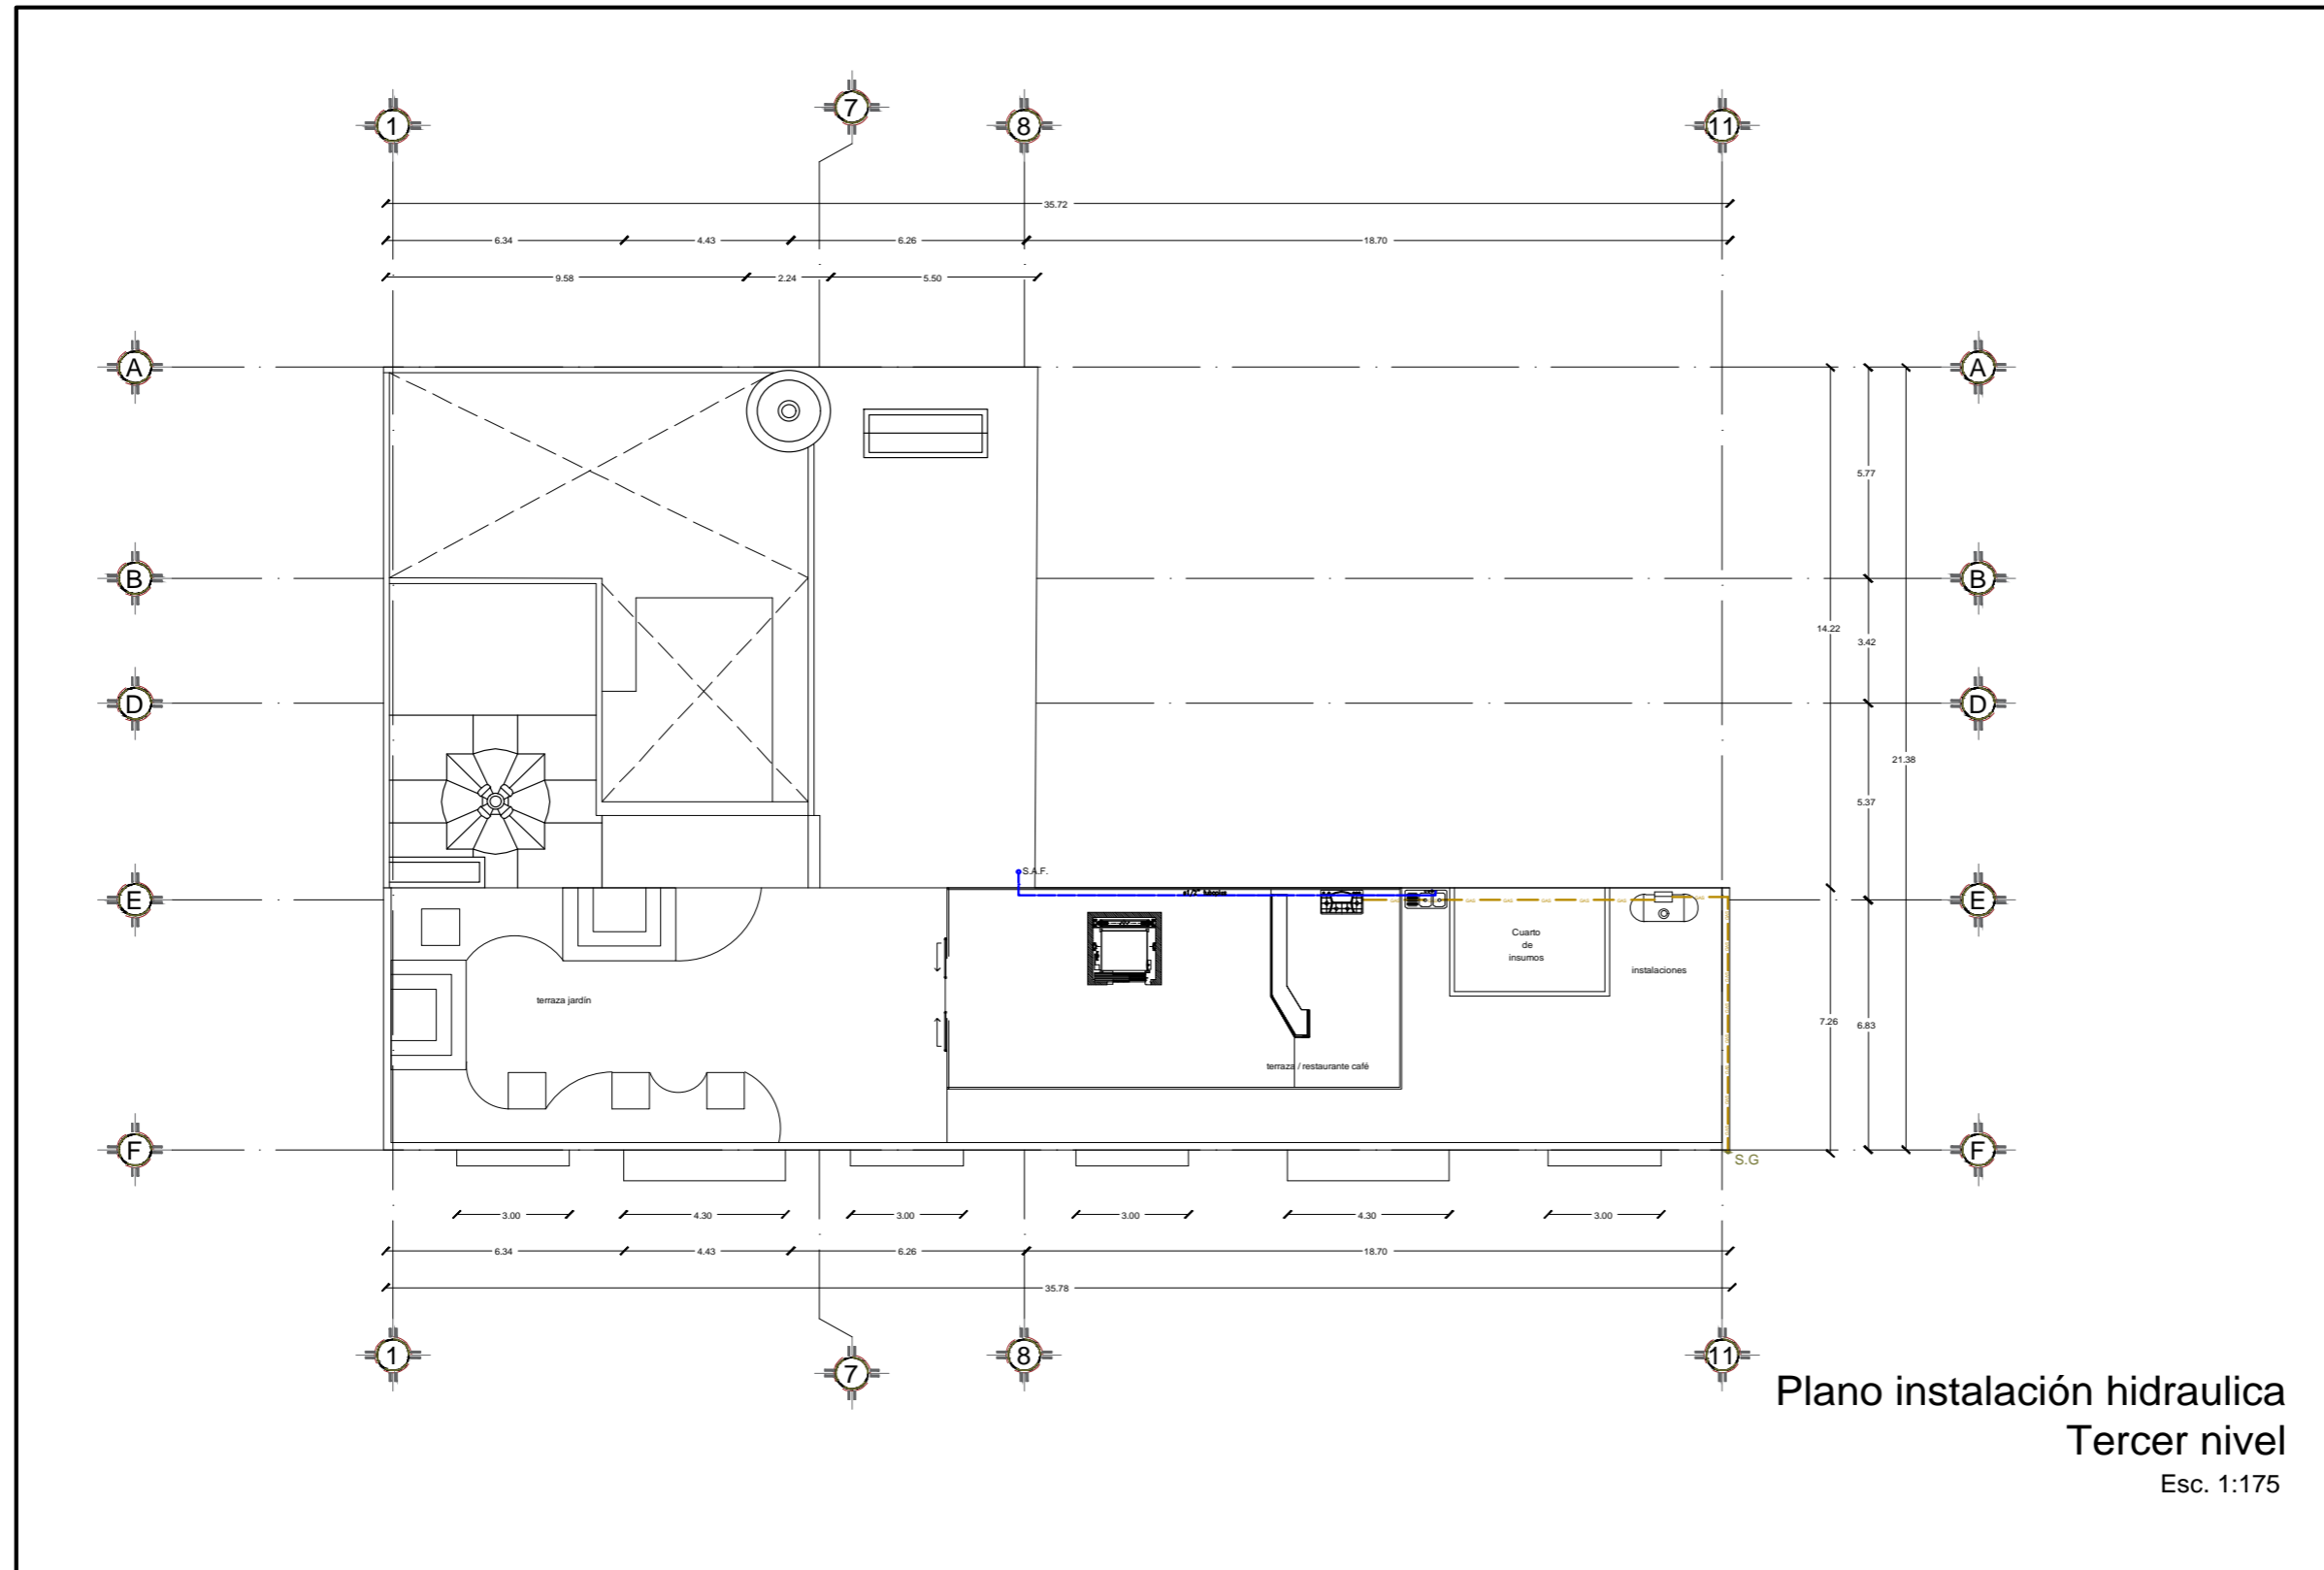 7
1
8
11
35.72
6.34
4.43
6.26
18.70
9.58
2.24
5.50
A
A
5.77
B
B
14.22
3.42
D
D
21.38
5.37
S.A.F.
E
E
Cuarto
de
insumos
instalaciones
terraza jardín
7.26
6.83
terraza / restaurante café
F
F
S.G
3.00
4.30
3.00
3.00
4.30
3.00
6.34
4.43
6.26
18.70
35.78
1
8
11
7
Plano instalación hidraulica
Tercer nivel
Esc. 1:175